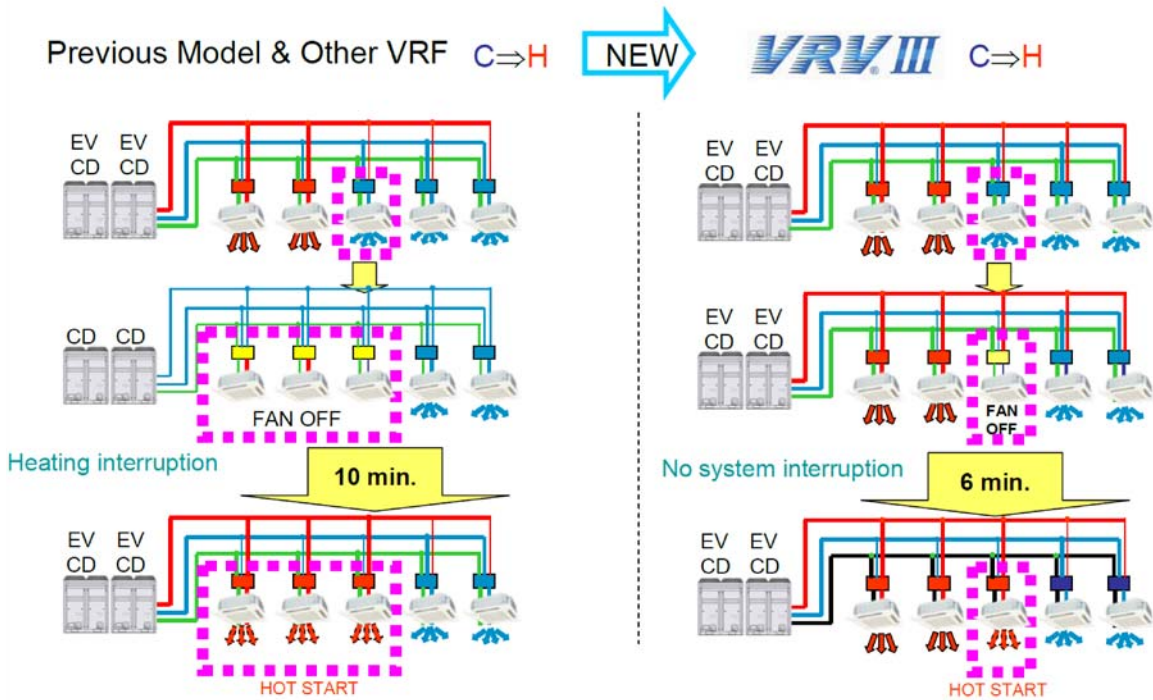 Previous Model & Other VRF C⇒H
NEW
VRV® III C⇒H
EV EV
CD CD
CD CD
FAN OFF
Heating interruption
10 min.
EV EV
CD CD
HOT START
EV EV
CD CD
EV EV
CD CD
FAN
OFF
No system interruption
6 min.
EV EV
CD CD
HOT START